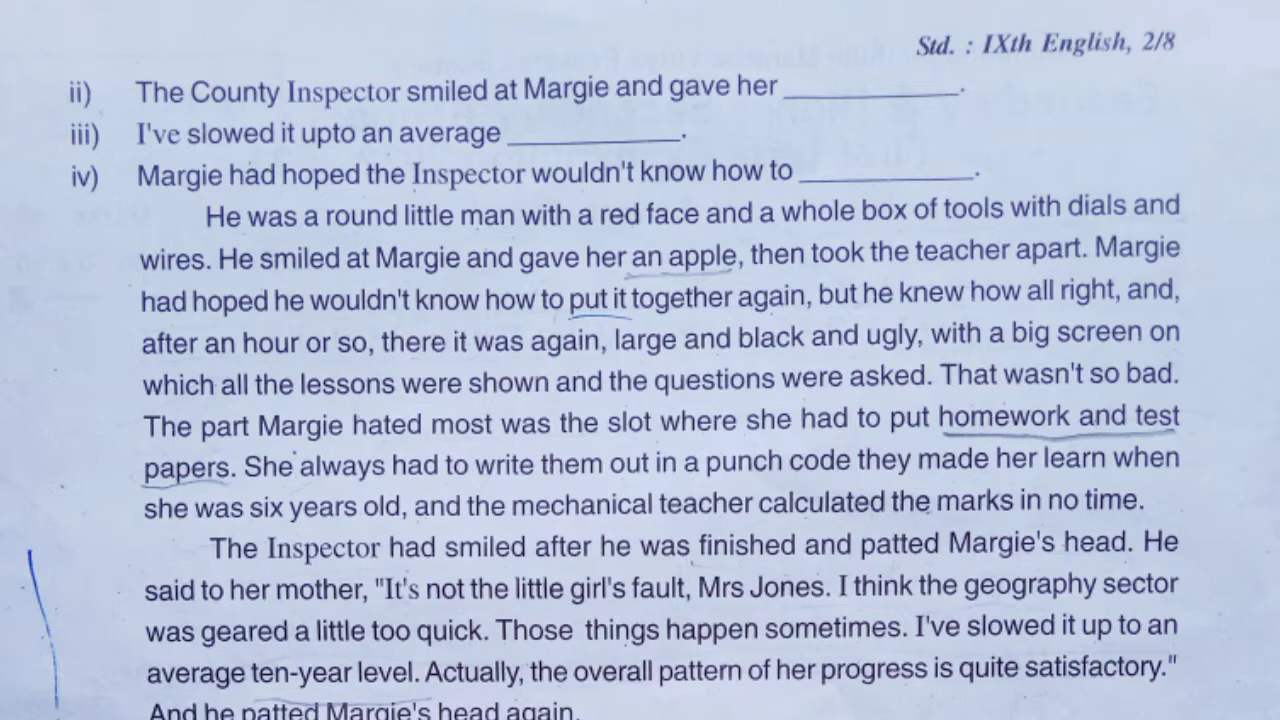 Std. : IXth English, 2/8
ii) The County Inspector smiled at Margie and gave her ___________.
iii) I've slowed it upto an average ___________.
iv) Margie had hoped the Inspector wouldn't know how to ___________.
He was a round little man with a red face and a whole box of tools with dials and
wires. He smiled at Margie and gave her an apple, then took the teacher apart. Margie
had hoped he wouldn't know how to put it together again, but he knew how all right, and,
after an hour or so, there it was again, large and black and ugly, with a big screen on
which all the lessons were shown and the questions were asked. That wasn't so bad.
The part Margie hated most was the slot where she had to put homework and test
papers. She always had to write them out in a punch code they made her learn when
she was six years old, and the mechanical teacher calculated the marks in no time.
The Inspector had smiled after he was finished and patted Margie's head. He
said to her mother, "It's not the little girl's fault, Mrs Jones. I think the geography sector
was geared a little too quick. Those things happen sometimes. I've slowed it up to an
average ten-year level. Actually, the overall pattern of her progress is quite satisfactory."
And he patted Margie's head again.